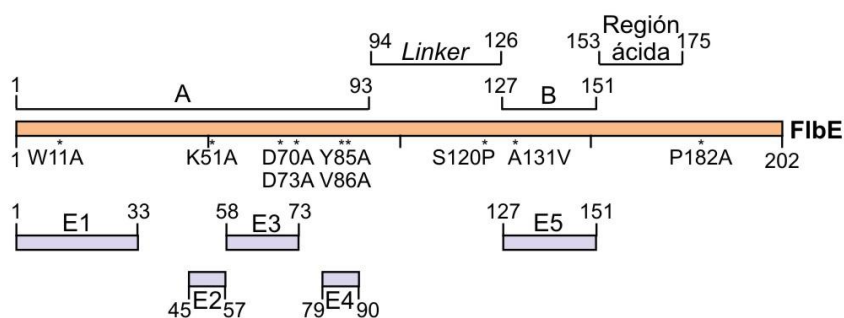 Región
94 126 153 ácida 175
Linker
1 A 93 127 B 151
FlbE
1 W11A K51A D70A Y85A S120P A131V P182A 202
D73A V86A
1 E1 33 58 E3 73 127 E5 151
45 E2 57 79 E4 90